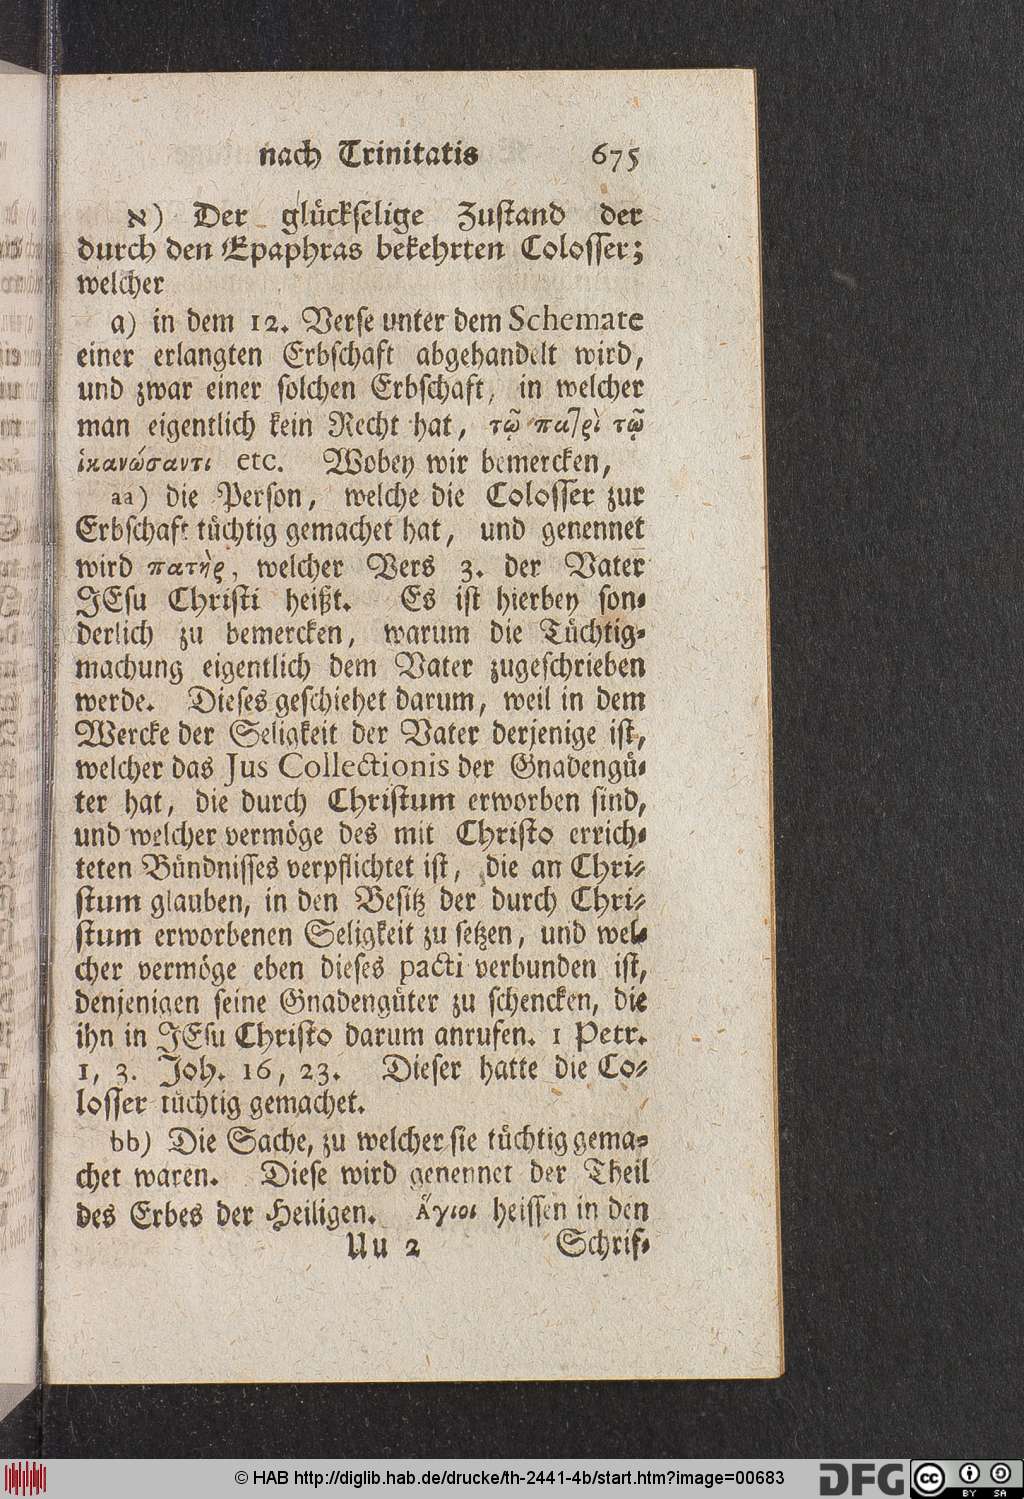 nach Trinitatis 675
א) Der glückselige Zustand der
durch den Epaphras bekehrten Colosser;
welcher
a) in dem 12. Verse unter dem Schemate
einer erlangten Erbschaft abgehandelt wird,
und zwar einer solchen Erbschaft, in welcher
man eigentlich kein Recht hat, τῷ πατρὶ τῷ
ἱκανώσαντι etc. Wobey wir bemercken,
aa) die Person, welche die Colosser zur
Erbschaft tüchtig gemachet hat, und genennet
wird πατὴρ, welcher Vers 3. der Vater
JEsu Christi heißt. Es ist hierbey son-
derlich zu bemercken, warum die Tüchtig-
machung eigentlich dem Vater zugeschrieben
werde. Dieses geschiehet darum, weil in dem
Wercke der Seligkeit der Vater derjenige ist,
welcher das Jus Collectionis der Gnadengü-
ter hat, die durch Christum erworben sind,
und welcher vermöge des mit Christo errich-
teten Bündnisses verpflichtet ist, die an Chri-
stum glauben, in den Besitz der durch Chri-
stum erworbenen Seligkeit zu setzen, und wel-
cher vermöge eben dieses pacti verbunden ist,
denjenigen seine Gnadengüter zu schencken, die
ihn in JEsu Christo darum anrufen. 1 Petr.
1, 3. Joh. 16, 23. Dieser hatte die Co-
losser tüchtig gemachet.
bb) Die Sache, zu welcher sie tüchtig gema-
chet waren. Diese wird genennet der Theil
des Erbes der Heiligen. Ἅγιοι heissen in den
Uu 2 Schrif-
© HAB http://diglib.hab.de/drucke/th-2441-4b/start.htm?image=00683
DFG cc BY SA